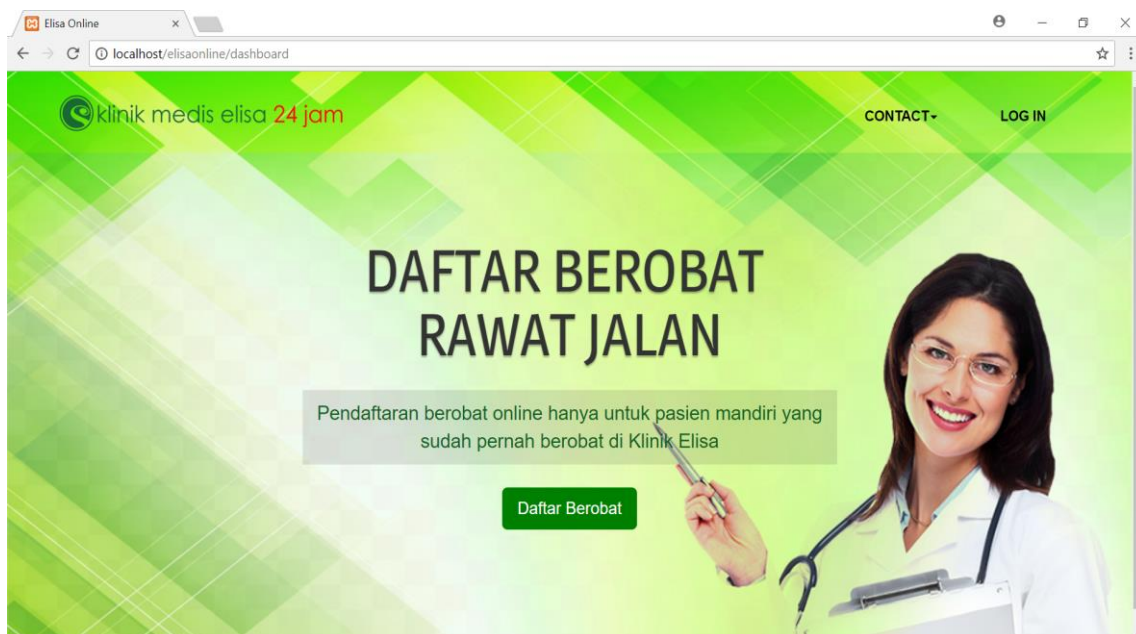 Elisa Online
localhost/elisaonline/dashboard
klinik medis elisa 24 jam
CONTACT
LOG IN
DAFTAR BEROBAT
RAWAT JALAN
Pendaftaran berobat online hanya untuk pasien mandiri yang
sudah pernah berobat di Klinik Elisa
Daftar Berobat